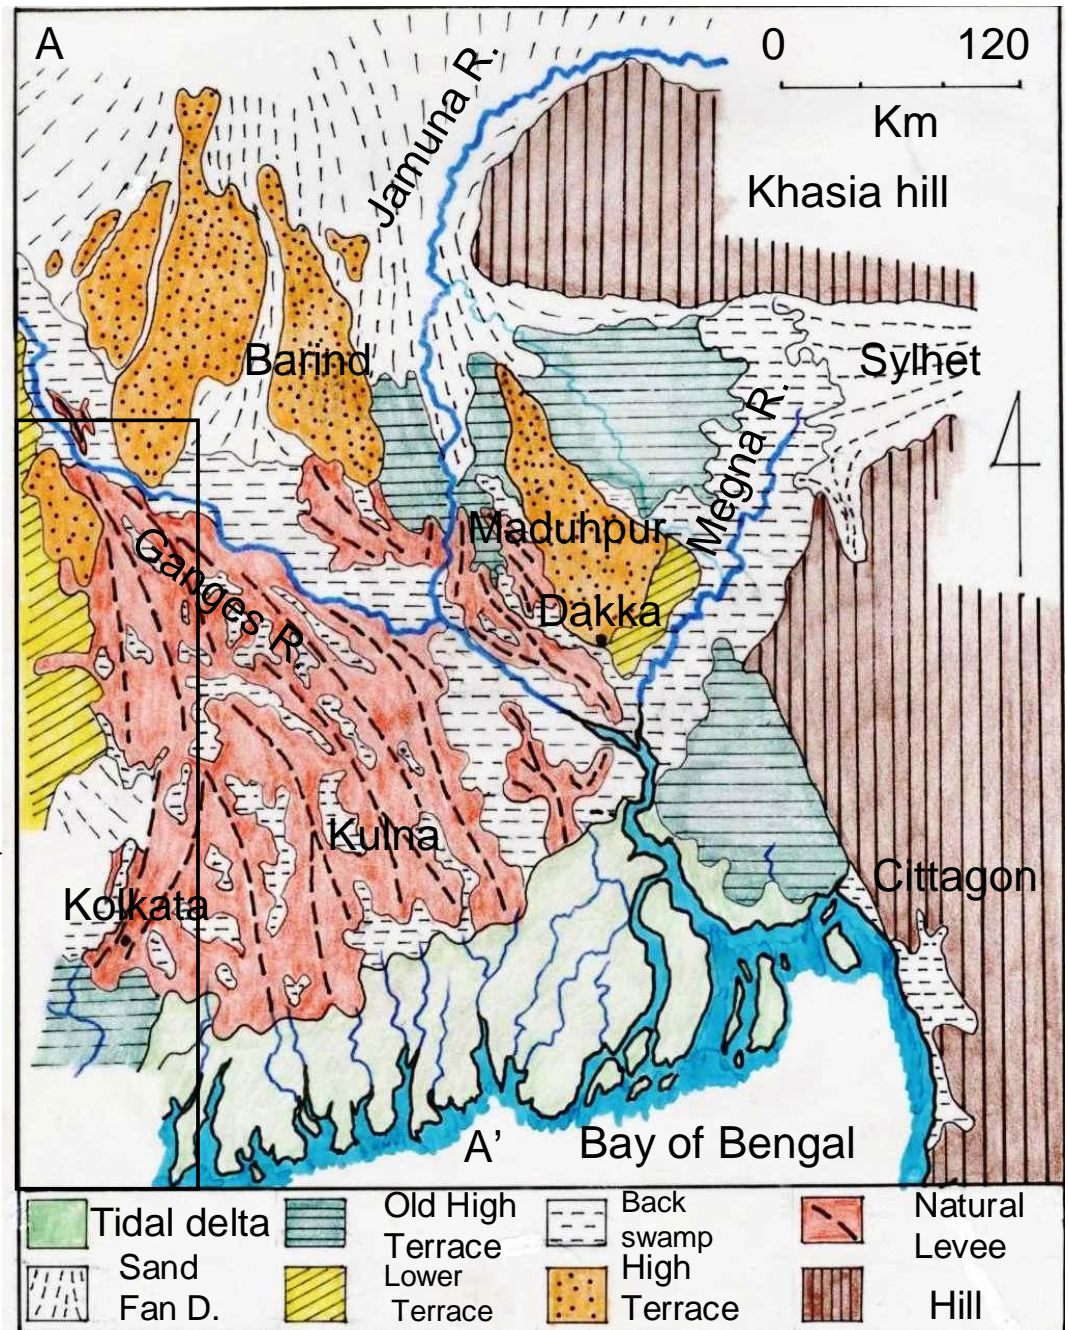 A
0 120
Km
Jamuna R.
Khasia hill
Barind
Sylhet
Megna R.
Maduhpur
Ganges R.
Dakka
Kulna
Cittagon
Kolkata
A’
Bay of Bengal
Tidal delta
Old High
Terrace
Back
swamp
Natural
Levee
Sand
Fan D.
Lower
Terrace
High
Terrace
Hill